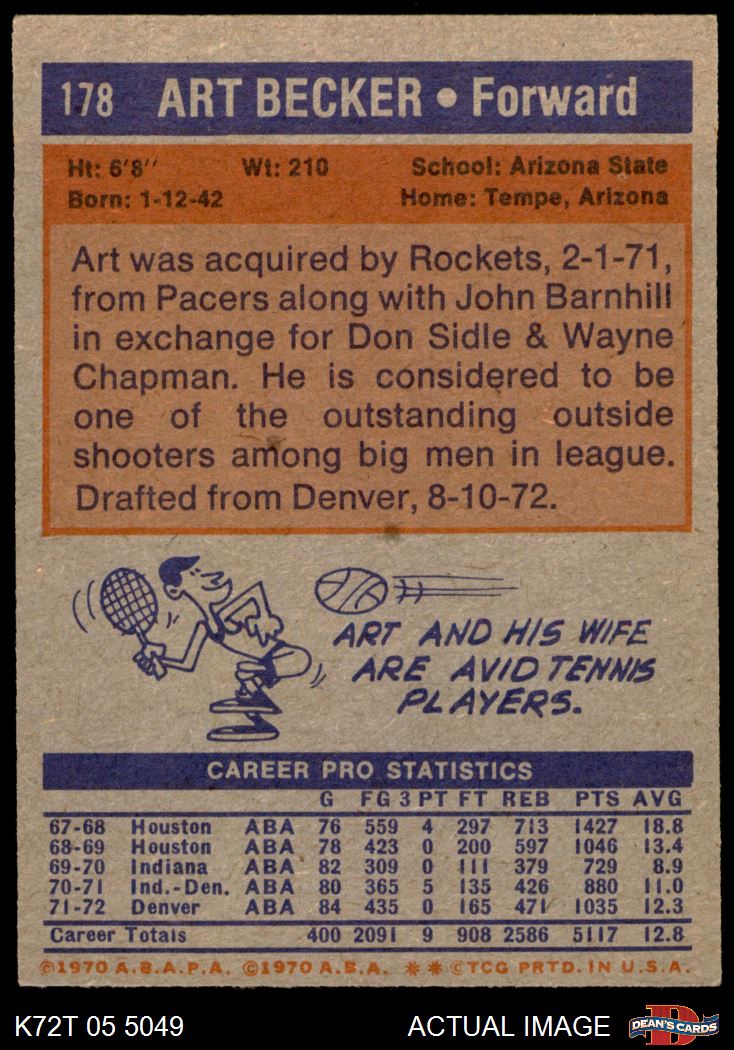 178 ART BECKER • Forward
Ht: 6'8'' Wt: 210 School: Arizona State
Born: 1-12-42 Home: Tempe, Arizona
Art was acquired by Rockets, 2-1-71,
from Pacers along with John Barnhill
in exchange for Don Sidle & Wayne
Chapman. He is considered to be
one of the outstanding outside
shooters among big men in league.
Drafted from Denver, 8-10-72.
ART AND HIS WIFE
ARE AVID TENNIS
PLAYERS.
CAREER PRO STATISTICS
G FG 3 PT FT REB PTS AVG
67-68 Houston ABA 76 559 4 297 713 1427 18.8
68-69 Houston ABA 78 423 0 200 597 1046 13.4
69-70 Indiana ABA 82 309 0 111 379 729 8.9
70-71 Ind.-Den. ABA 80 365 5 135 426 880 11.0
71-72 Denver ABA 84 435 0 165 471 1035 12.3
Career Totals 400 2091 9 908 2586 5117 12.8
©1970 A.B.A.P.A. ©1970 A.B.A. ** ©TCG PRTD. IN U.S.A.
K72T 05 5049 ACTUAL IMAGE DEAN'S CARDS